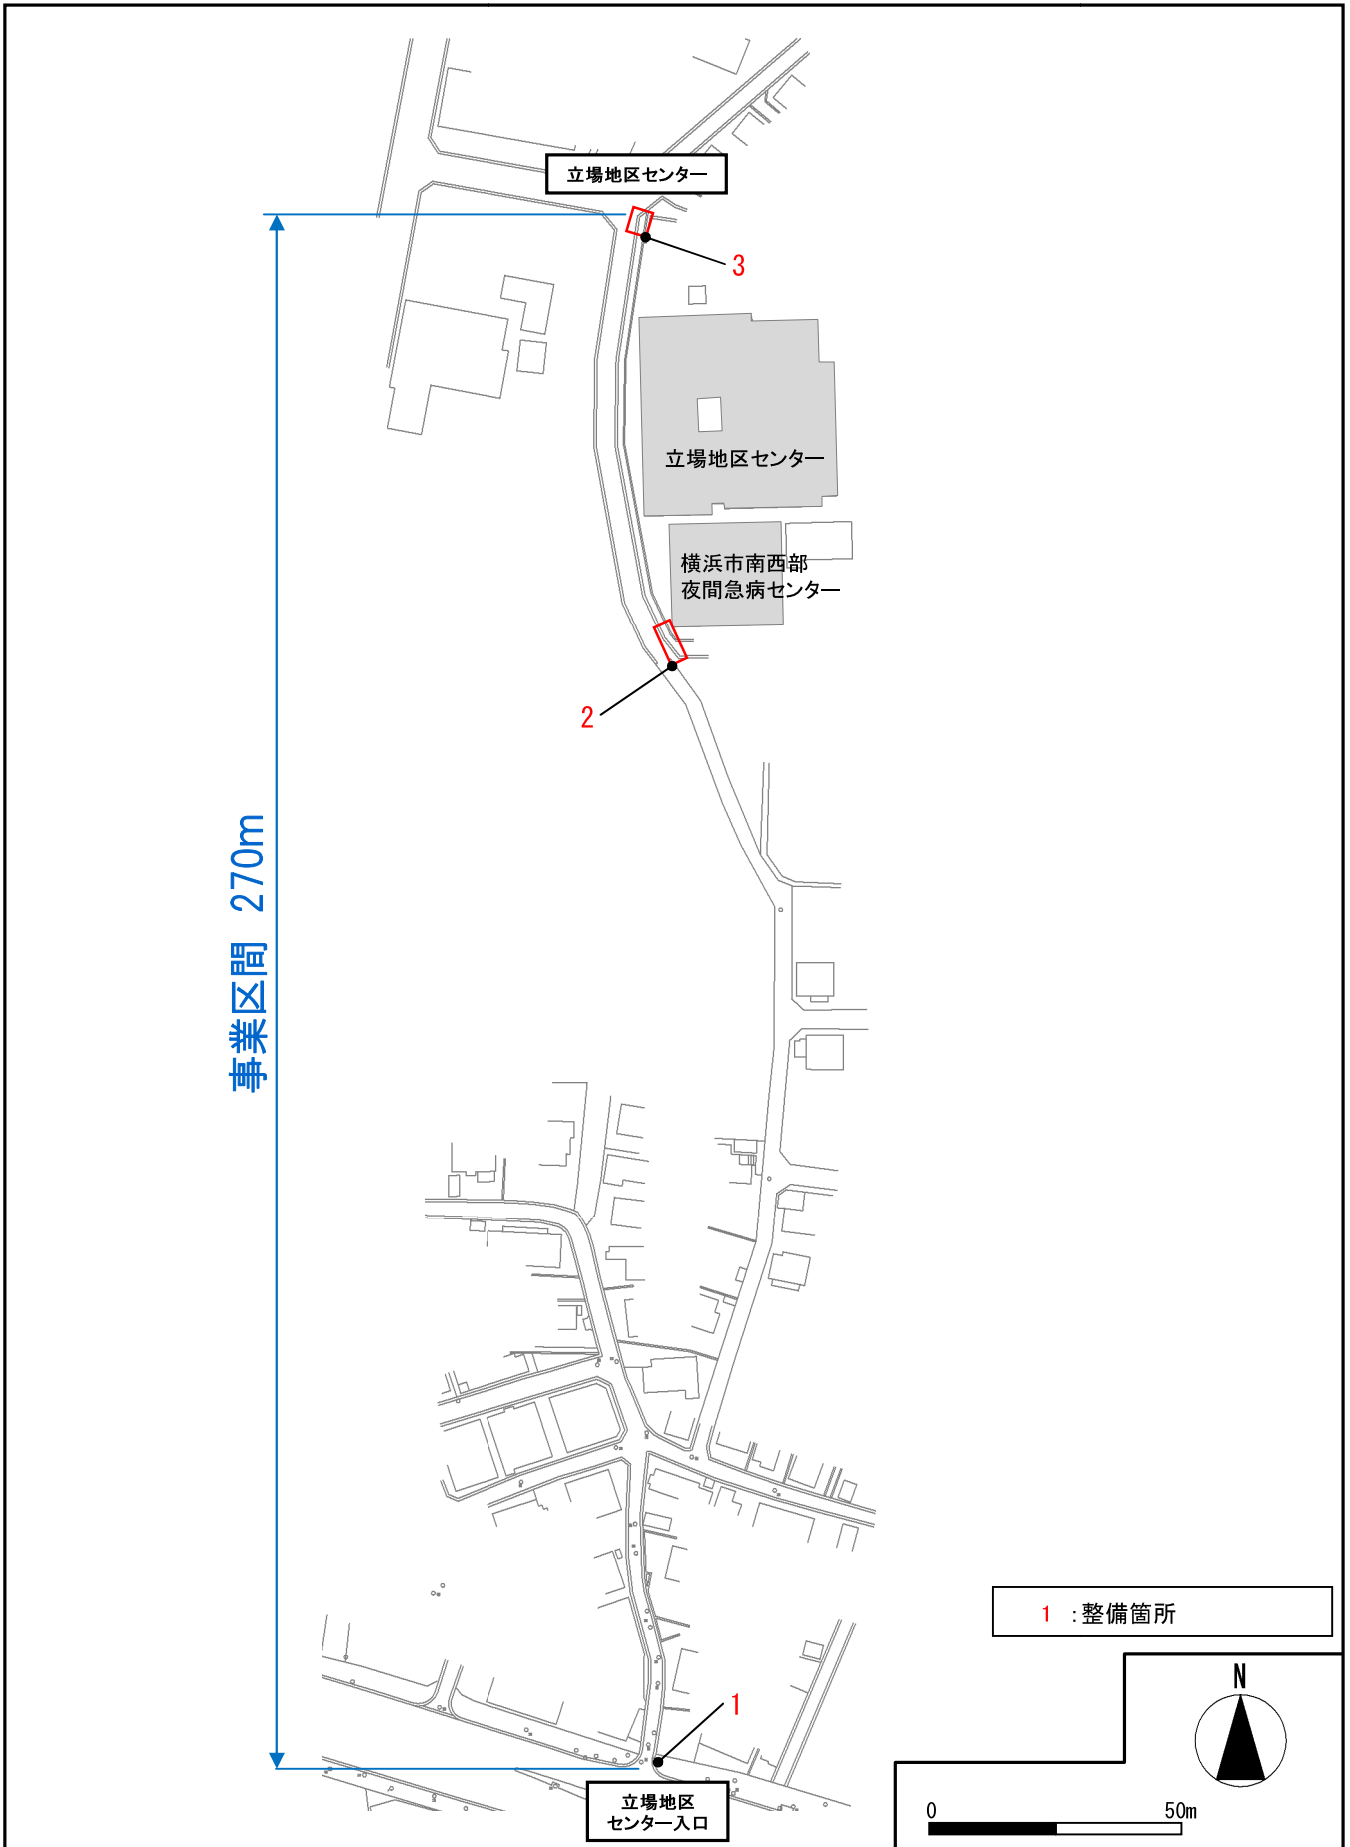 立場地区センター
3
立場地区センター
横浜市南西部
夜間急病センター
2
事業区間 270m
1 :整備箇所
N
1
立場地区
センター入口
0 50m